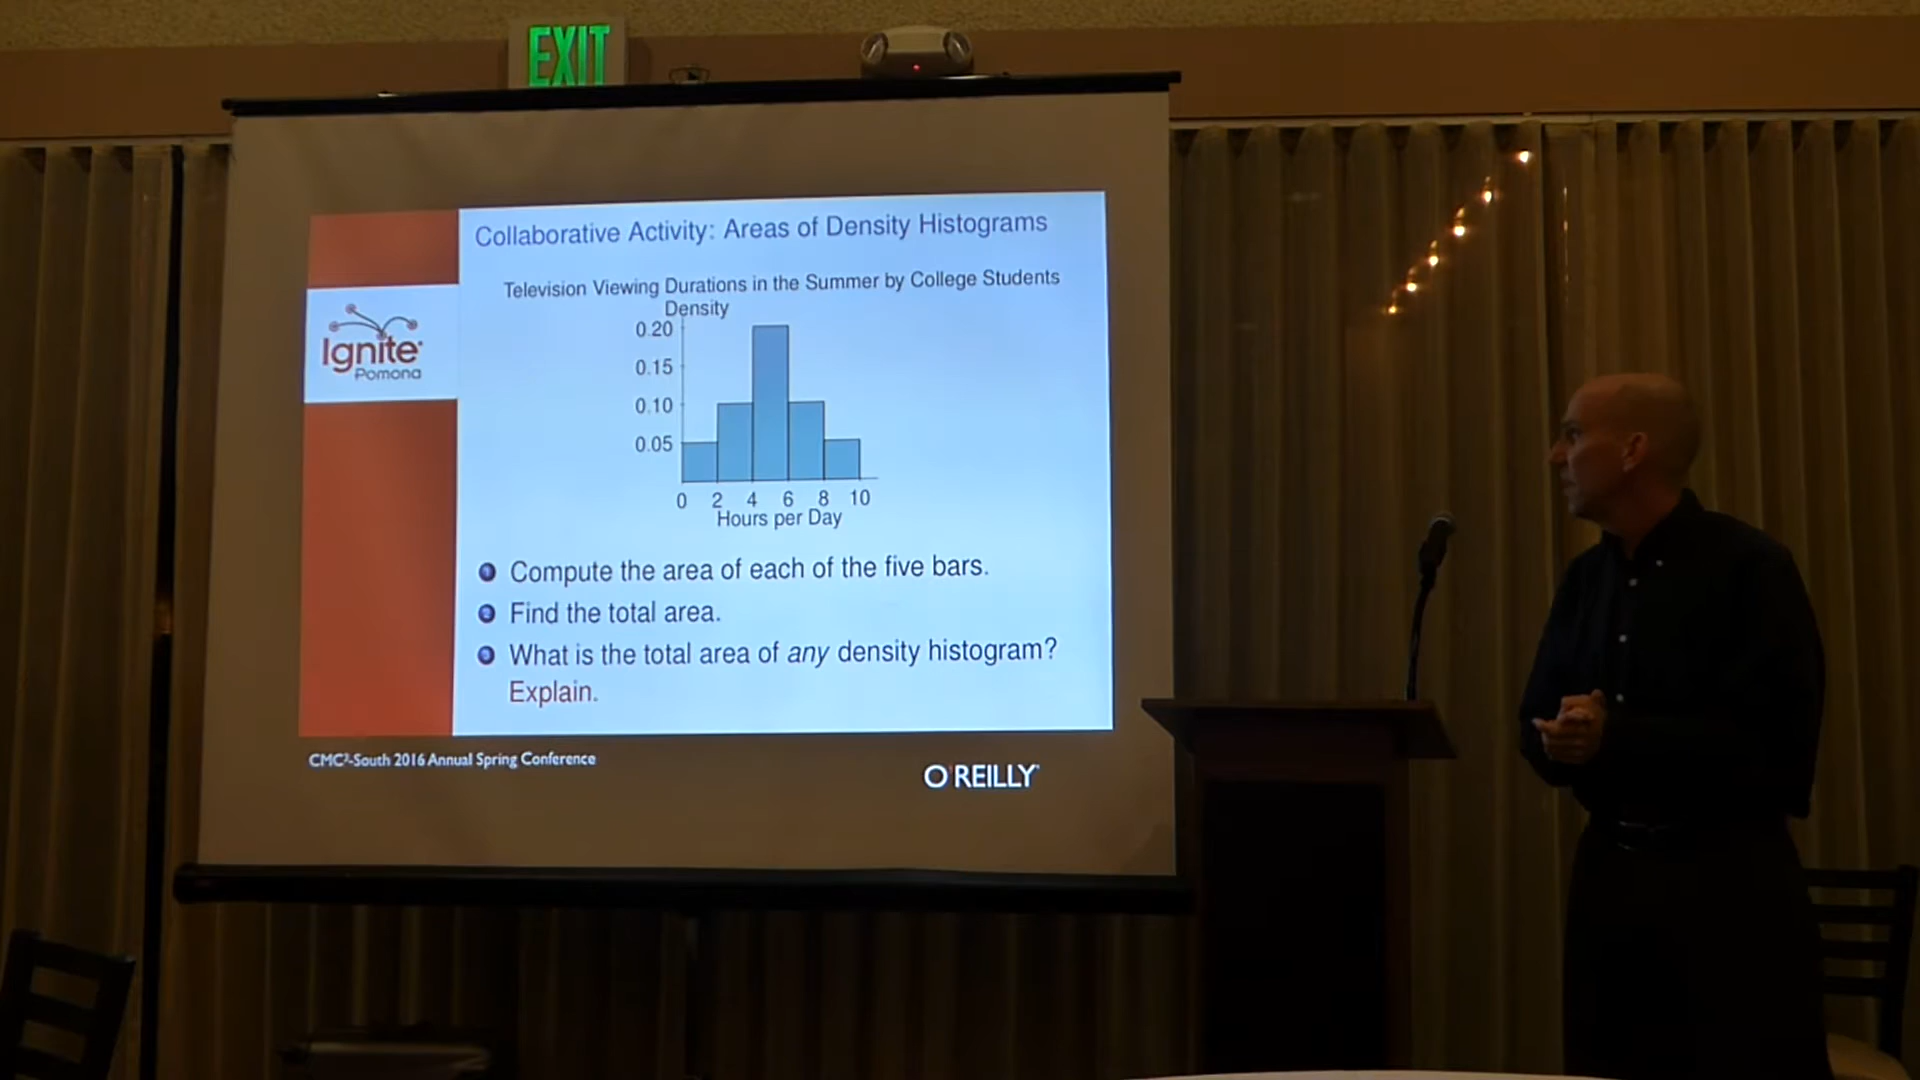 EXIT
Collaborative Activity: Areas of Density Histograms
Television Viewing Durations in the Summer by College Students
Density
0.20
0.15
0.10
0.05
0 2 4 6 8 10
Hours per Day
Ignite
Pomona
1 Compute the area of each of the five bars.
2 Find the total area.
3 What is the total area of any density histogram?
Explain.
CMC³-South 2016 Annual Spring Conference
O'REILLY®